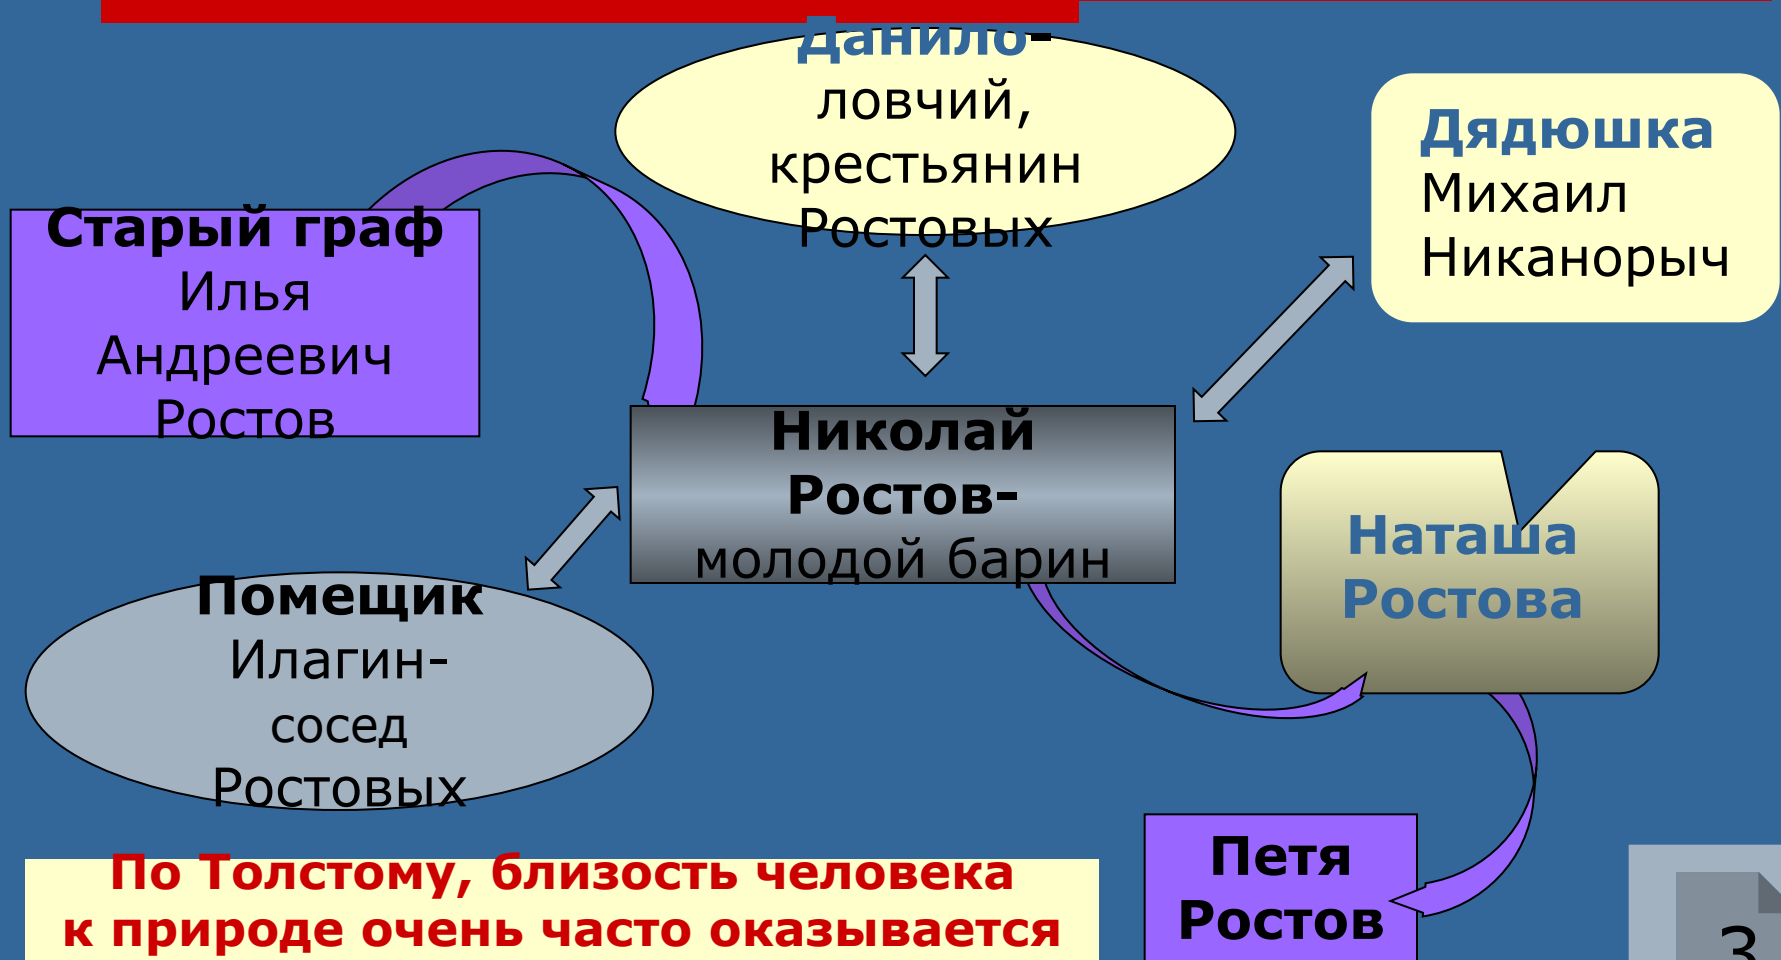 Данило-
ловчий,
крестьянин
Ростовых
Дядюшка
Михаил
Никанорыч
Старый граф
Илья
Андреевич
Ростов
Николай
Ростов-
молодой барин
Наташа
Ростова
Помещик
Илагин-
сосед
Ростовых
Петя
Ростов
По Толстому, близость человека
к природе очень часто оказывается
3